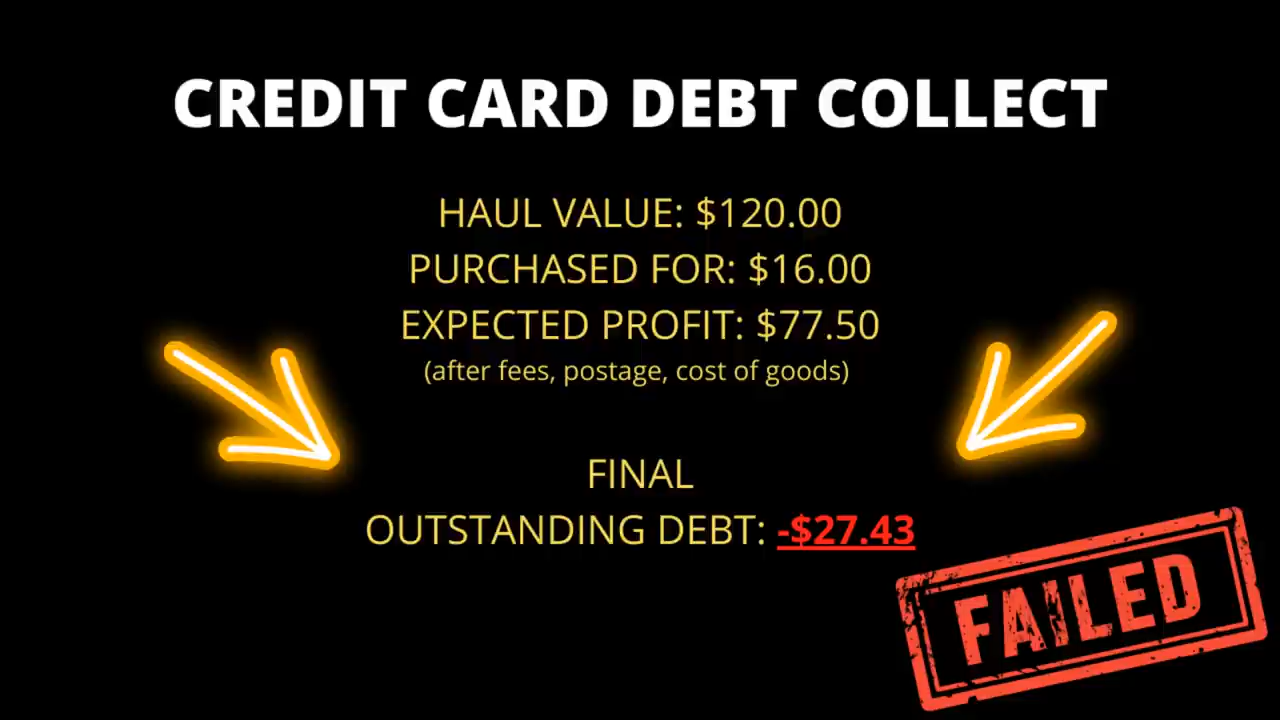 CREDIT CARD DEBT COLLECT
HAUL VALUE: $120.00
PURCHASED FOR: $16.00
EXPECTED PROFIT: $77.50
(after fees, postage, cost of goods)
FINAL
OUTSTANDING DEBT: -$27.43
FAILED